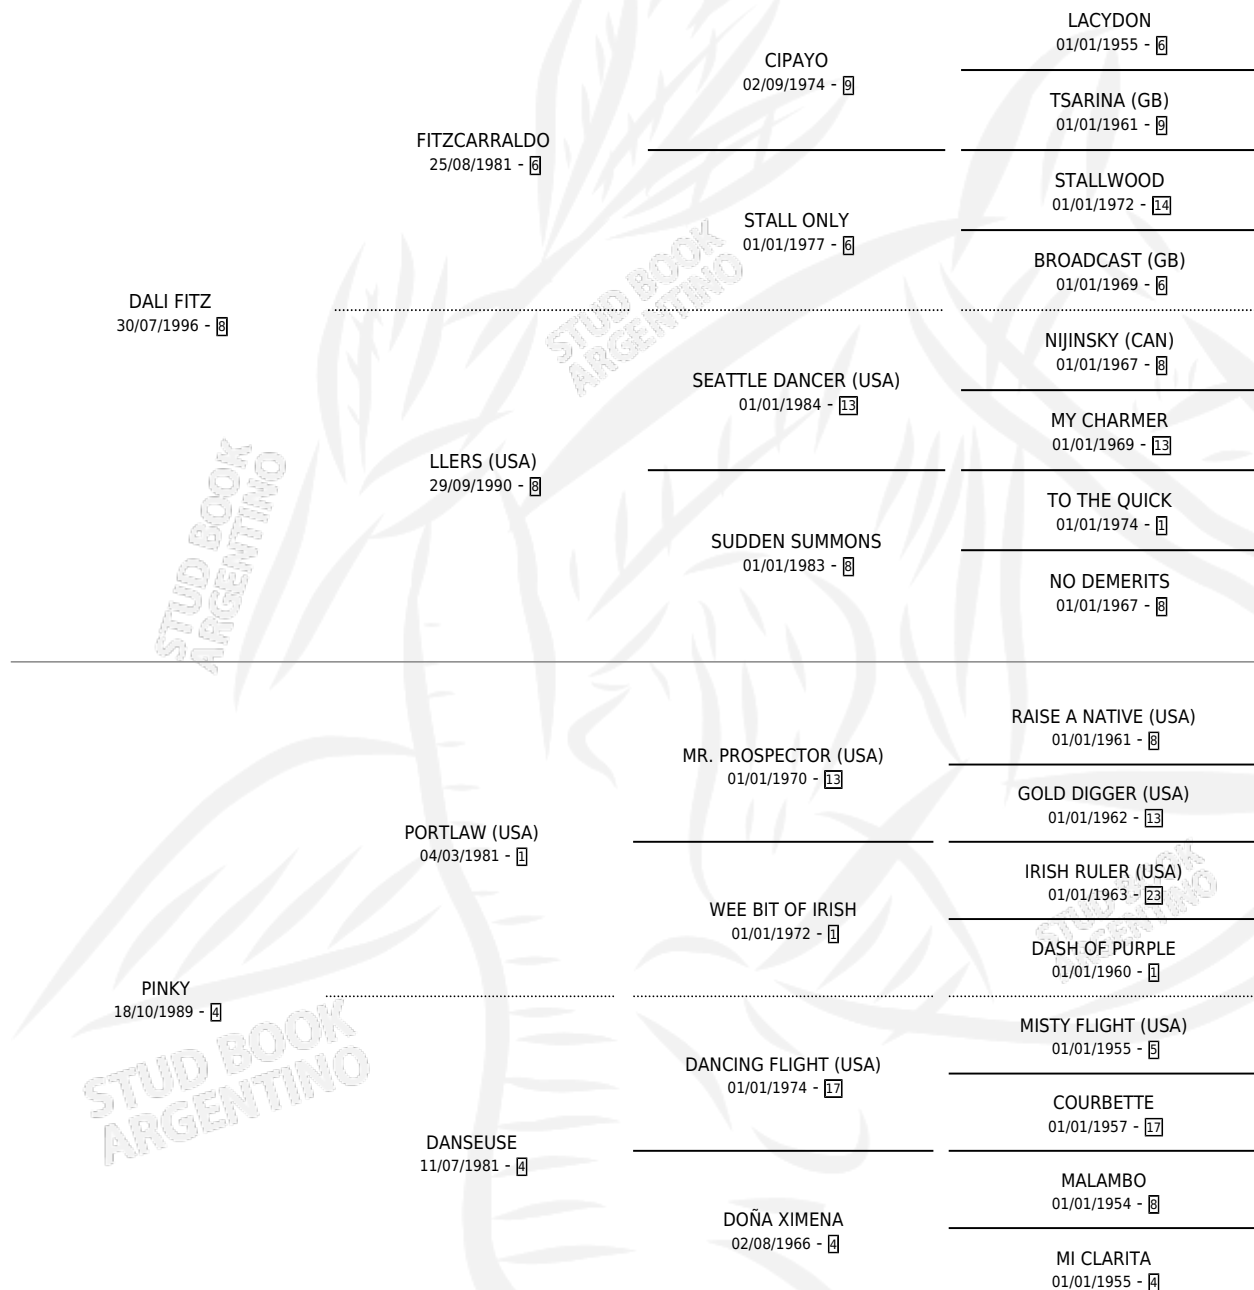 LACYDON
01/01/1955 - 6
CIPAYO
02/09/1974 - 9
TSARINA (GB)
01/01/1961 - 9
FITZCARRALDO
25/08/1981 - 6
STALLWOOD
01/01/1972 - 14
STALL ONLY
01/01/1977 - 6
BROADCAST (GB)
01/01/1969 - 6
DALI FITZ
30/07/1996 - 8
NIJINSKY (CAN)
01/01/1967 - 8
SEATTLE DANCER (USA)
01/01/1984 - 13
MY CHARMER
01/01/1969 - 13
LLERS (USA)
29/09/1990 - 8
TO THE QUICK
01/01/1974 - 1
SUDDEN SUMMONS
01/01/1983 - 8
NO DEMERITS
01/01/1967 - 8
RAISE A NATIVE (USA)
01/01/1961 - 8
MR. PROSPECTOR (USA)
01/01/1970 - 13
GOLD DIGGER (USA)
01/01/1962 - 13
PORTLAW (USA)
04/03/1981 - 1
IRISH RULER (USA)
01/01/1963 - 23
WEE BIT OF IRISH
01/01/1972 - 1
DASH OF PURPLE
01/01/1960 - 1
PINKY
18/10/1989 - 4
MISTY FLIGHT (USA)
01/01/1955 - 5
DANCING FLIGHT (USA)
01/01/1974 - 17
COURBETTE
01/01/1957 - 17
DANSEUSE
11/07/1981 - 4
MALAMBO
01/01/1954 - 8
DOÑA XIMENA
02/08/1966 - 4
MI CLARITA
01/01/1955 - 4
STUD BOOK
ARGENTINO
STUD BOOK
ARGENTINO
STUD BOOK
ARGENTINO
STUD BOOK
ARGENTINO